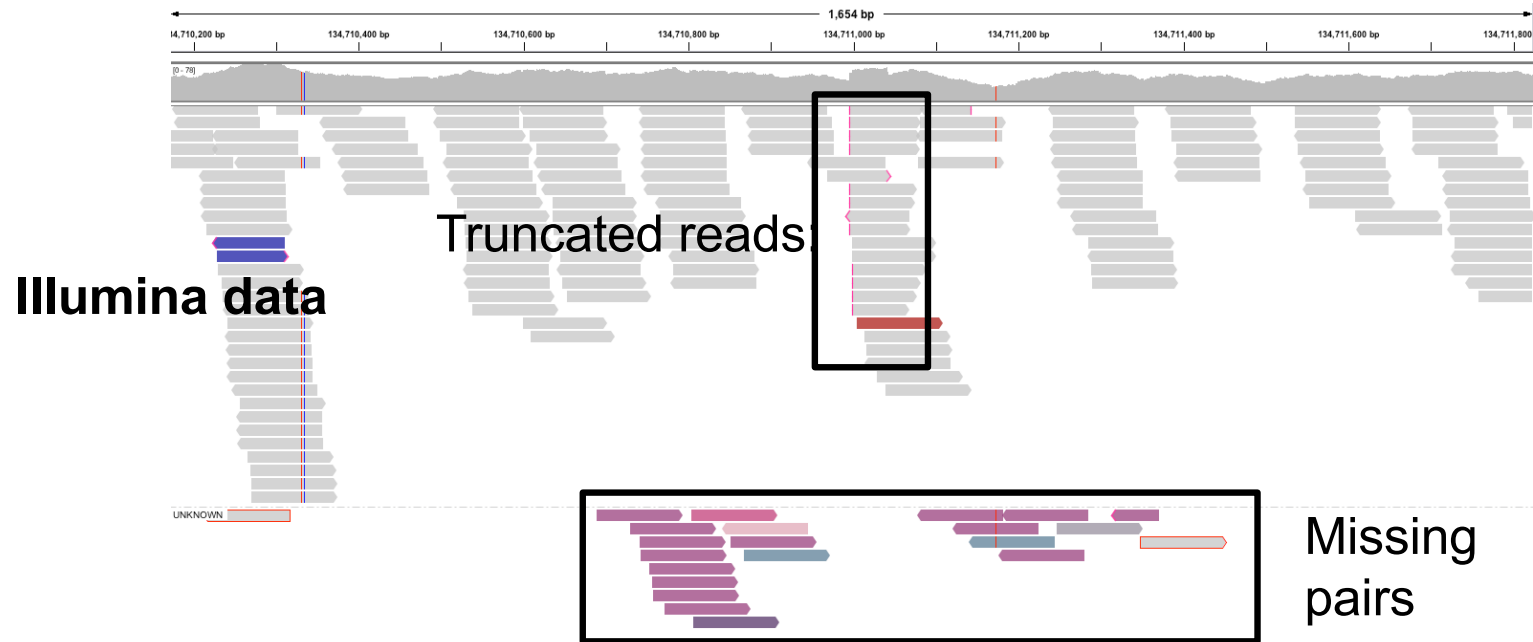 1,654 bp
34,710,200 bp 134,710,400 bp 134,710,600 bp 134,710,800 bp 134,711,000 bp 134,711,200 bp 134,711,400 bp 134,711,600 bp 134,711,800
[0 - 78]
Truncated reads:
Illumina data
UNKNOWN
Missing
pairs